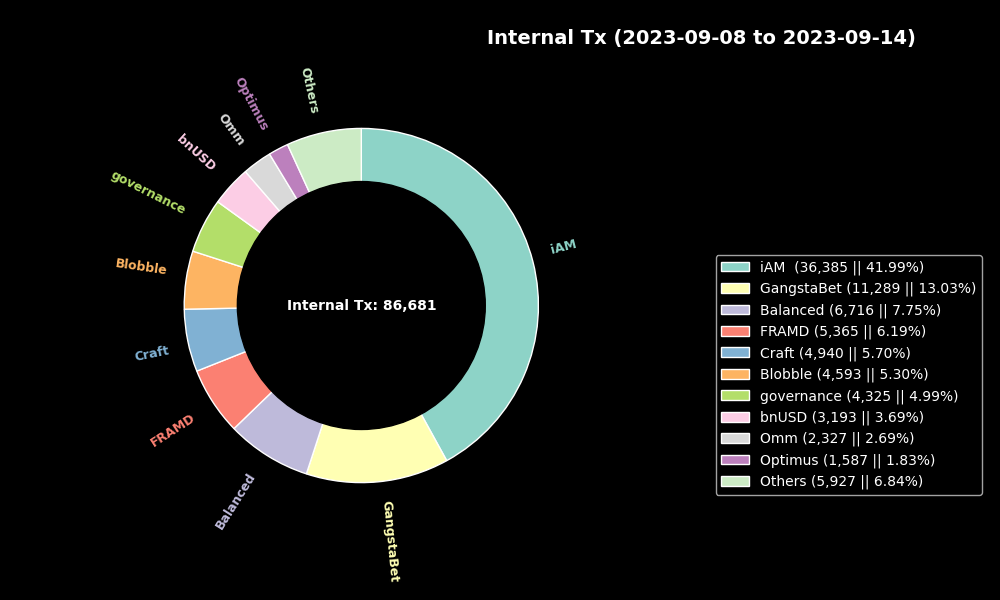 Internal Tx (2023-09-08 to 2023-09-14)
Others
Optimus
Omm
bnUSD
governance
Blobble
Craft
FRAMD
Balanced
GangstaBet
iAM
Internal Tx: 86,681
iAM  (36,385 || 41.99%)
GangstaBet (11,289 || 13.03%)
Balanced (6,716 || 7.75%)
FRAMD (5,365 || 6.19%)
Craft (4,940 || 5.70%)
Blobble (4,593 || 5.30%)
governance (4,325 || 4.99%)
bnUSD (3,193 || 3.69%)
Omm (2,327 || 2.69%)
Optimus (1,587 || 1.83%)
Others (5,927 || 6.84%)